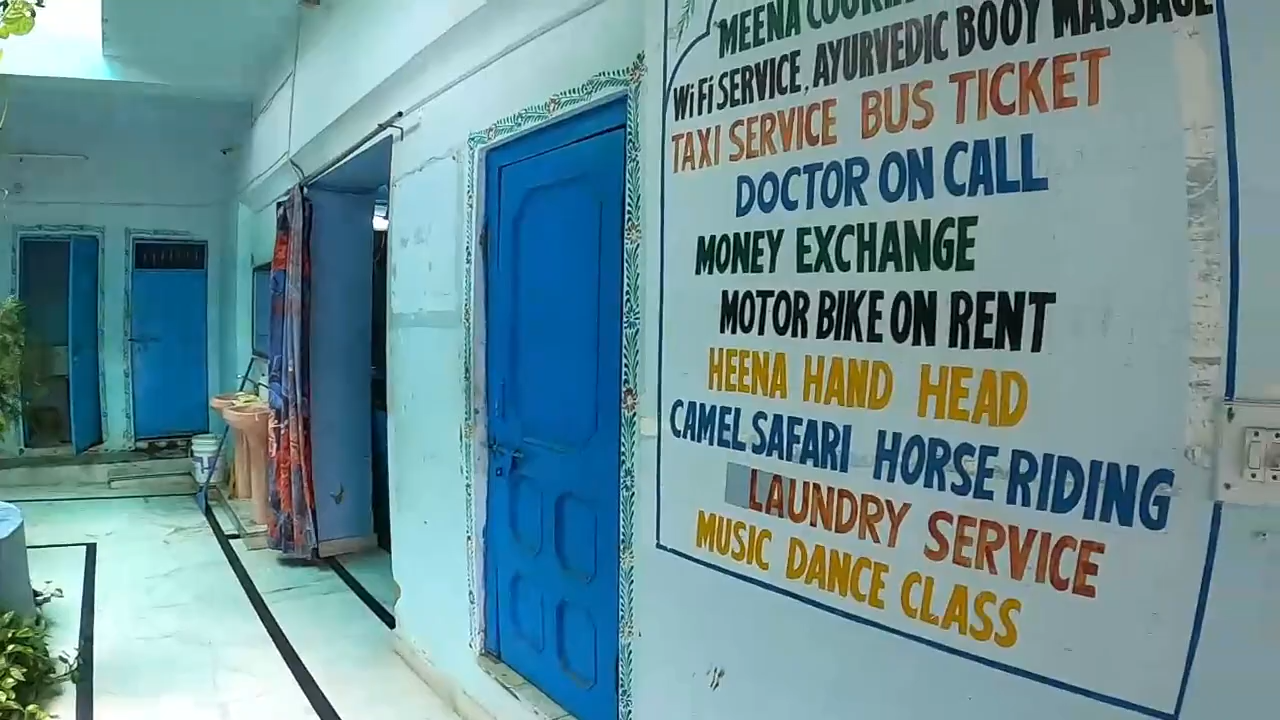 MEENA
WiFi SERVICE, AYURVEDIC BOOY MASSAGE
TAXI SERVICE BUS TICKET
DOCTOR ON CALL
MONEY EXCHANGE
MOTOR BIKE ON RENT
HEENA HAND HEAD
CAMEL SAFARI HORSE RIDING
LAUNDRY SERVICE
MUSIC DANCE CLASS